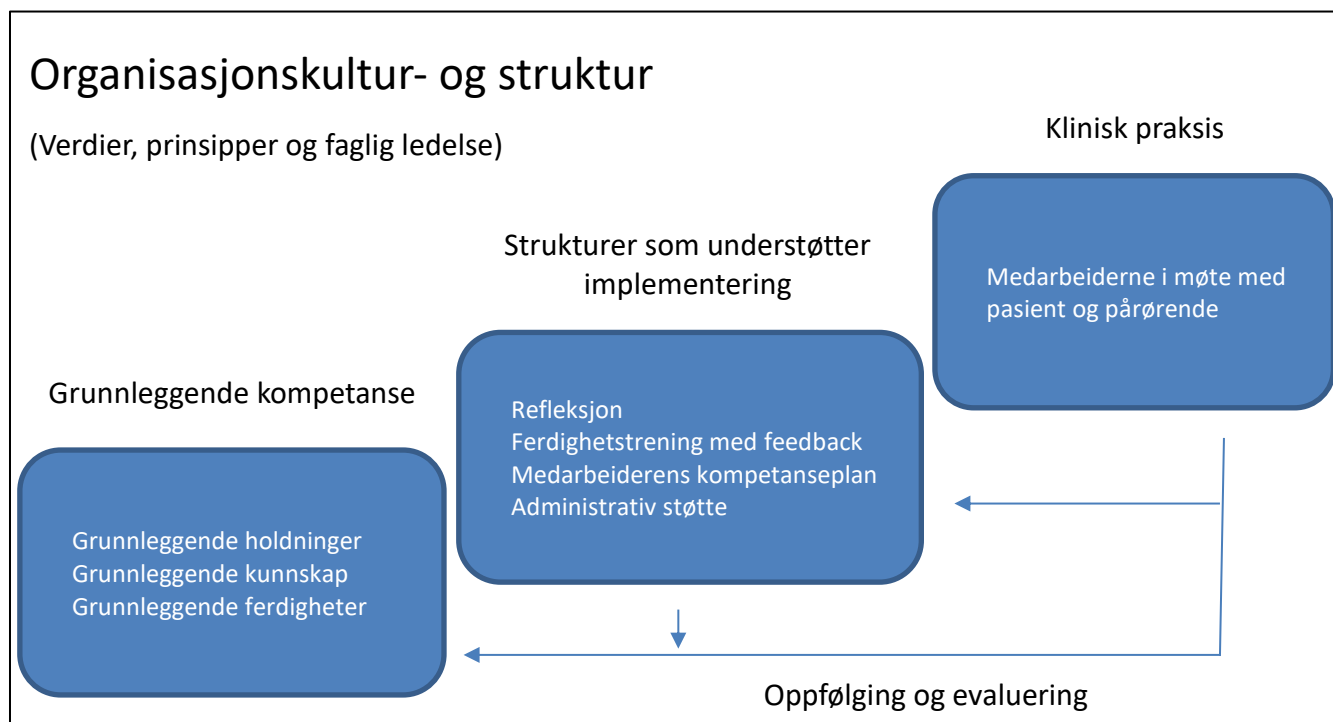 Organisasjonskultur- og struktur
(Verdier, prinsipper og faglig ledelse)
Klinisk praksis
Medarbeiderne i møte med
pasient og pårørende
Strukturer som understøtter
implementering
Refleksjon
Ferdighetstrening med feedback
Medarbeiderens kompetanseplan
Administrativ støtte
Grunnleggende kompetanse
Grunnleggende holdninger
Grunnleggende kunnskap
Grunnleggende ferdigheter
Oppfølging og evaluering